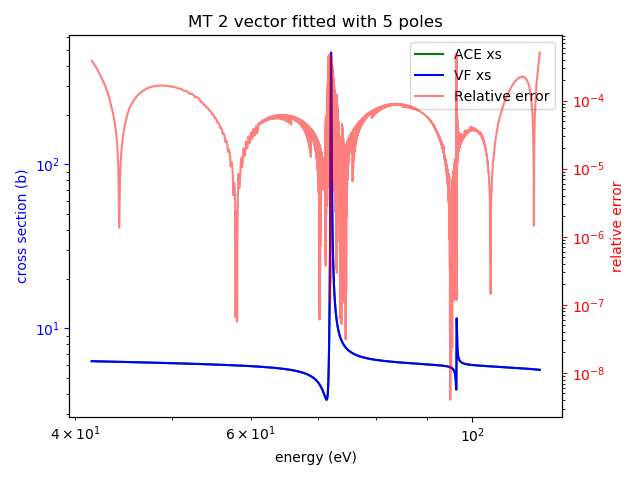 MT 2 vector fitted with 5 poles
ACE xs
VF xs
Relative error
cross section (b)
10²
10¹
10⁻⁴
10⁻⁵
10⁻⁶
10⁻⁷
10⁻⁸
relative error
4 × 10¹
6 × 10¹
10²
energy (eV)